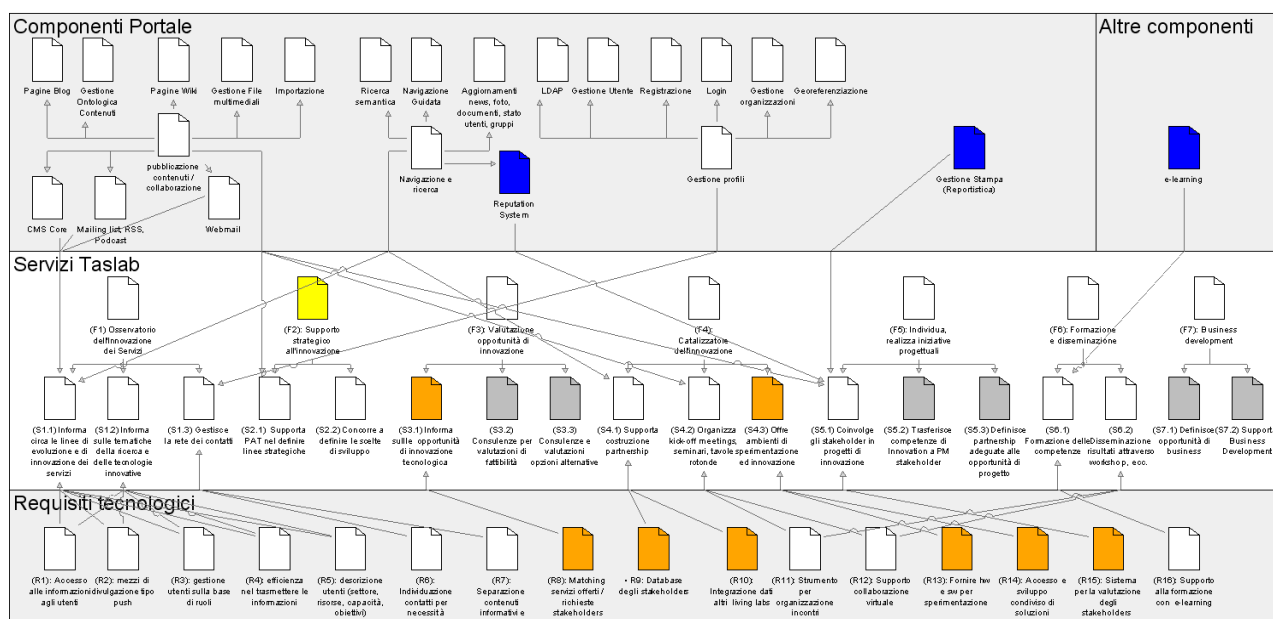 Componenti Portale
Altre componenti
Pagine Blog
Gestione
Ontologica
Contenuti
Pagine Wiki
Gestione File
multimediali
Importazione
Ricerca
semantica
Navigazione
Guidata
Aggiornamenti
news, foto,
documenti, stato
utenti, gruppi
LDAP
Gestione Utente
Registrazione
Login
Gestione
organizzazioni
Georeferenziazione
pubblicazione
contenuti /
collaborazione
Navigazione e
ricerca
Reputation
System
Gestione profili
Gestione Stampa
(Reportistica)
e-learning
CMS Core
Mailing list, RSS,
Podcast
Webmail
Servizi Taslab
(F1) Osservatorio
dell'innovazione
dei Servizi
(F2): Supporto
strategico
all'innovazione
(F3): Valutazione
opportunità di
innovazione
(F4):
Catalizzatore
dell'innovazione
(F5): Individua,
realizza iniziative
progettuali
(F6): Formazione
e disseminazione
(F7): Business
development
(S1.1) Informa
circa le linee di
evoluzione e di
innovazione dei
servizi
(S1.2) Informa
sulle tematiche
della ricerca e
delle tecnologie
innovative
(S1.3) Gestisce
la rete dei contatti
(S2.1) Supporta
PAT nel definire
linee strategiche
(S2.2) Concorre a
definire le scelte
di sviluppo
(S3.1) Informa
sullle opportunità
di innovazione
tecnologica
(S3.2)
Consulenze per
valutazioni di
fattibilità
(S3.3)
Consulenze e
valutazioni
opzioni alternative
(S4.1) Supporta
costruzione
partnership
(S4.2) Organizza
kick-off meetings,
seminari, tavole
rotonde
(S4.3) Offre
ambienti di
sperimentazione
ed innovazione
(S5.1) Coinvolge
gli stakeholder in
progetti di
innovazione
(S5.2) Trasferisce
competenze di
Innovation a PM
stakeholder
(S5.3) Definisce
partnership
adeguate alle
opportunità di
progetto
(S6.1)
Formazione delle
competenze
(S6.2)
Disseminazione
risultati attraverso
workshop, ecc.
(S7.1) Definisce
opportunità di
business
(S7.2) Supporta
Business
Development
Requisiti tecnologici
(R1): Accesso
alle informazioni
agli utenti
(R2): mezzi di
divulgazione tipo
push
(R3): gestione
utenti sulla base
di ruoli
(R4): efficienza
nel trasmettere le
informazioni
(R5): descrizione
utenti (settore,
risorse, capacità,
obiettivi)
(R6):
Individuazione
contatti per
necessità
(R7):
Separazione
contenuti
informativi e
(R8): Matching
servizi offerti /
richieste
stakeholders
• R9: Database
degli stakeholders
(R10):
Integrazione dati
altri living labs
(R11): Strumento
per
organizzazione
incontri
(R12): Supporto
collaborazione
virtuale
(R13): Fornire hw
e sw per
sperimentazione
(R14): Accesso e
sviluppo
condiviso di
soluzioni
(R15): Sistema
per la valutazione
degli
stakeholders
(R16): Supporto
alla formazione
con e-learning